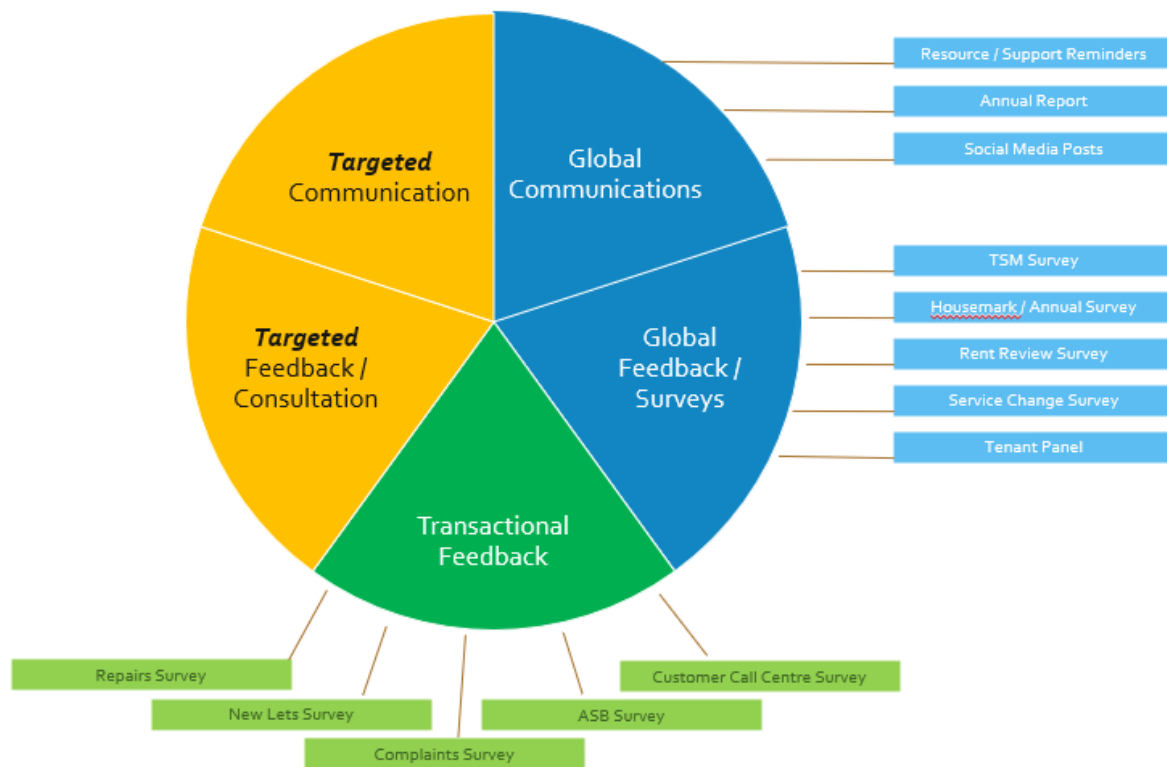 Targeted
Communication
Global
Communications
Resource / Support Reminders
Annual Report
Social Media Posts
Targeted
Feedback /
Consultation
Global
Feedback /
Surveys
TSM Survey
Housemark / Annual Survey
Rent Review Survey
Service Change Survey
Tenant Panel
Transactional
Feedback
Repairs Survey
New Lets Survey
Complaints Survey
ASB Survey
Customer Call Centre Survey